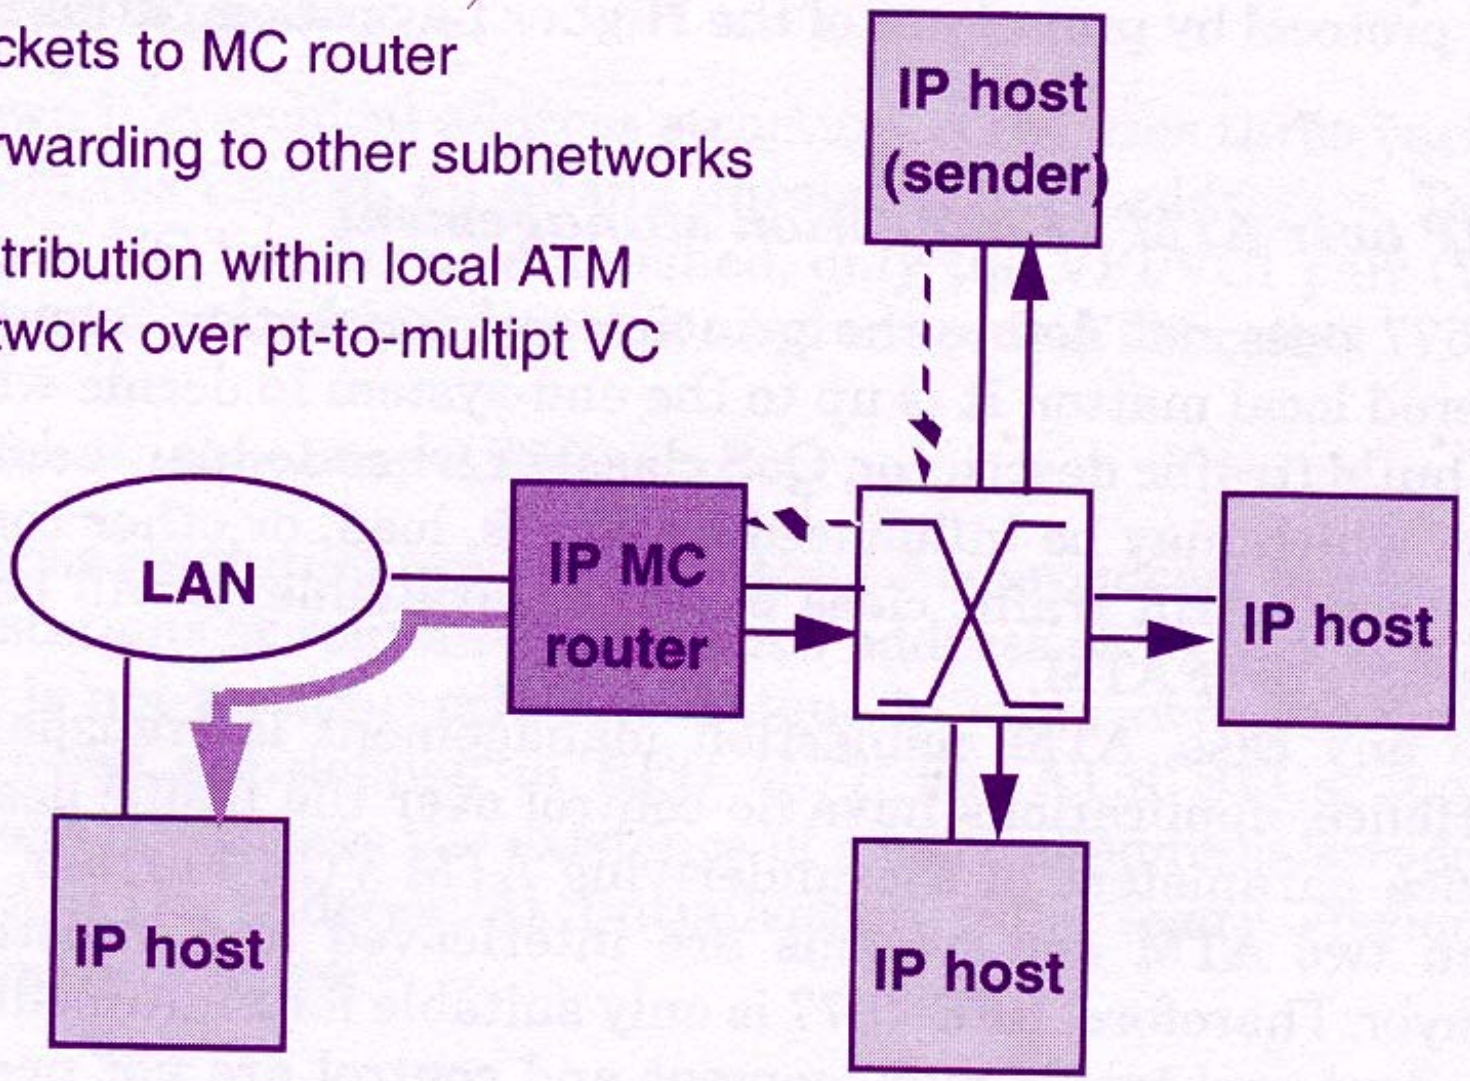 ckets to MC router
rwarding to other subnetworks
tribution within local ATM
twork over pt-to-multipt VC
IP host
(sender)
LAN
IP MC
router
IP host
IP host
IP host